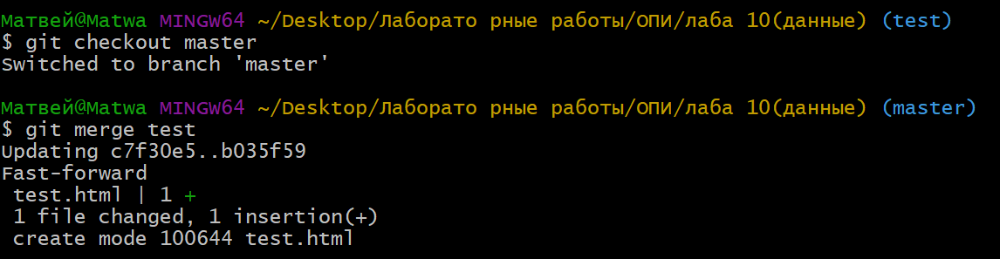 Матвей@Matwa MINGW64 ~/Desktop/Лаборато рные работы/ОПИ/лаба 10(данные) (test)
$ git checkout master
Switched to branch 'master'
Матвей@Matwa MINGW64 ~/Desktop/Лаборато рные работы/ОПИ/лаба 10(данные) (master)
$ git merge test
Updating c7f30e5..b035f59
Fast-forward
 test.html | 1 +
 1 file changed, 1 insertion(+)
 create mode 100644 test.html